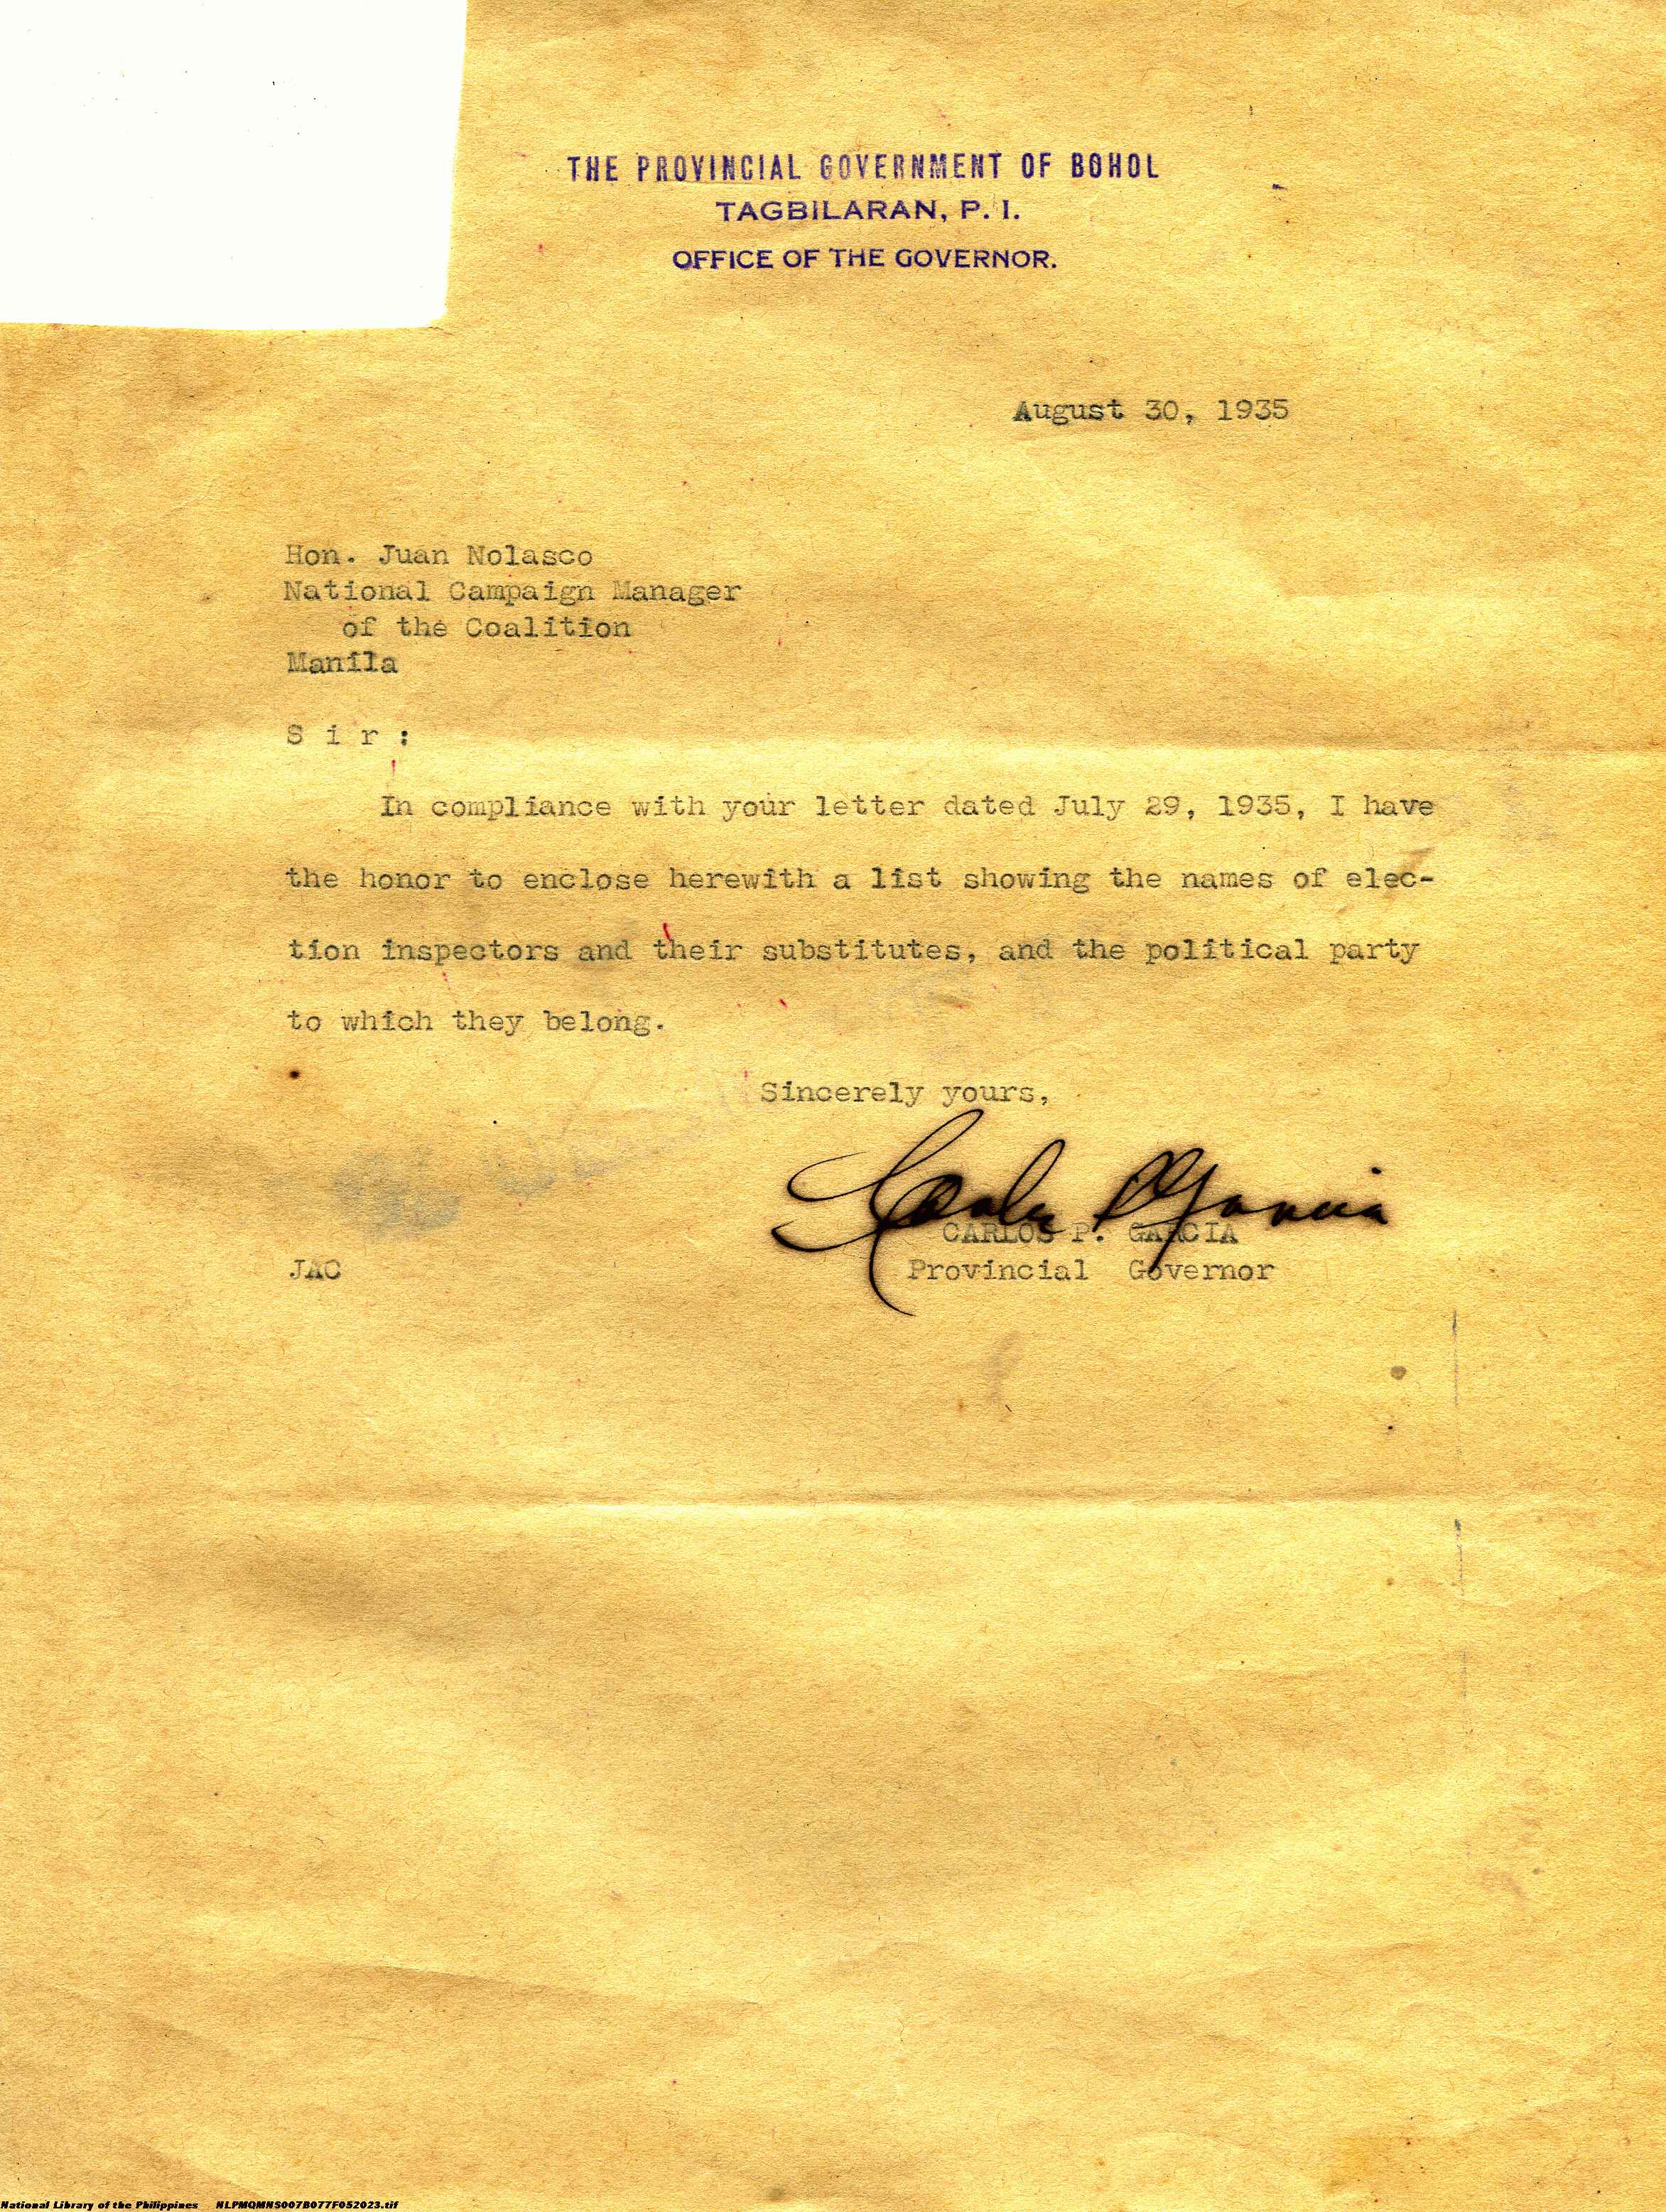 THE PROVINCIAL GOVERNMENT OF BOHOL
TAGBILARAN, P. I.
OFFICE OF THE GOVERNOR.
August 30, 1935
Hon. Juan Nolasco
National Campaign Manager
of the Coalition
Manila
S i r :
In compliance with your letter dated July 29, 1935, I have
the honor to enclose herewith a list showing the names of elec-
tion inspectors and their substitutes, and the political party
to which they belong.
Sincerely yours,
Carlos P Garcia
CARLOS P. GARCIA
JAC Provincial Governor
National Library of the Philippines NLPMQMNS007B077F052023.tif